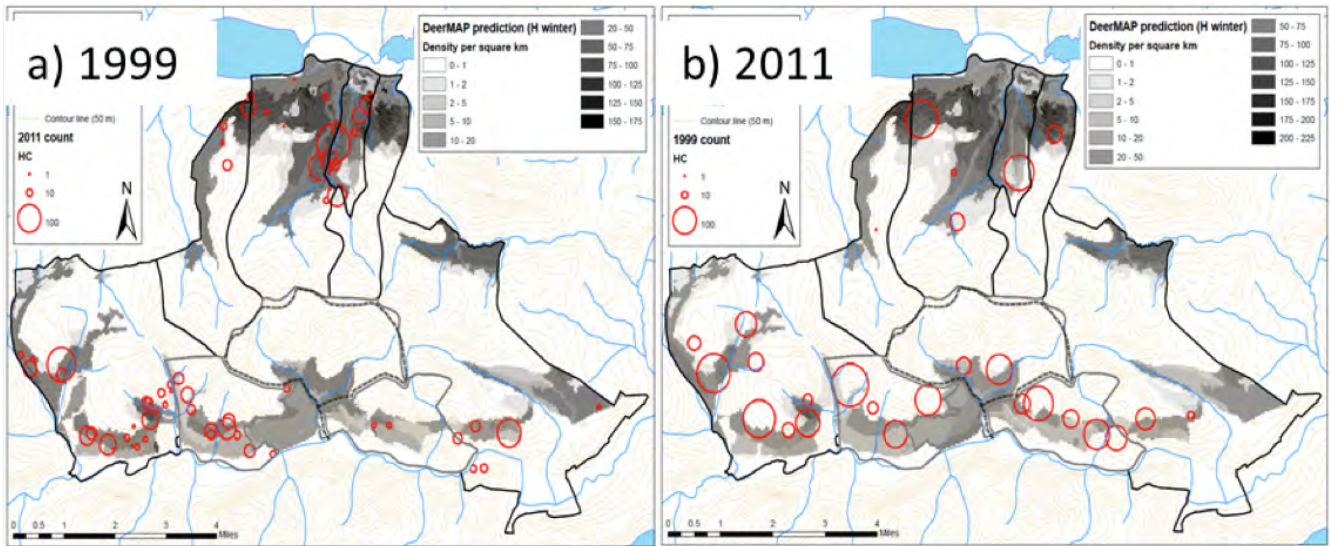 a) 1999
Contour line (50 m)
2011 count
HC
1
10
100
N
DeerMAP prediction (H winter)
Density per square km
0 - 1
1 - 2
2 - 5
5 - 10
10 - 20
20 - 50
50 - 75
75 - 100
100 - 125
125 - 150
150 - 175
0 0.5 1 2 3 4
Miles
b) 2011
Contour line (50 m)
1999 count
HC
1
10
100
N
DeerMAP prediction (H winter)
Density per square km
0 - 1
1 - 2
2 - 5
5 - 10
10 - 20
20 - 50
50 - 75
75 - 100
100 - 125
125 - 150
150 - 175
175 - 200
200 - 225
0 0.5 1 2 3 4
Miles